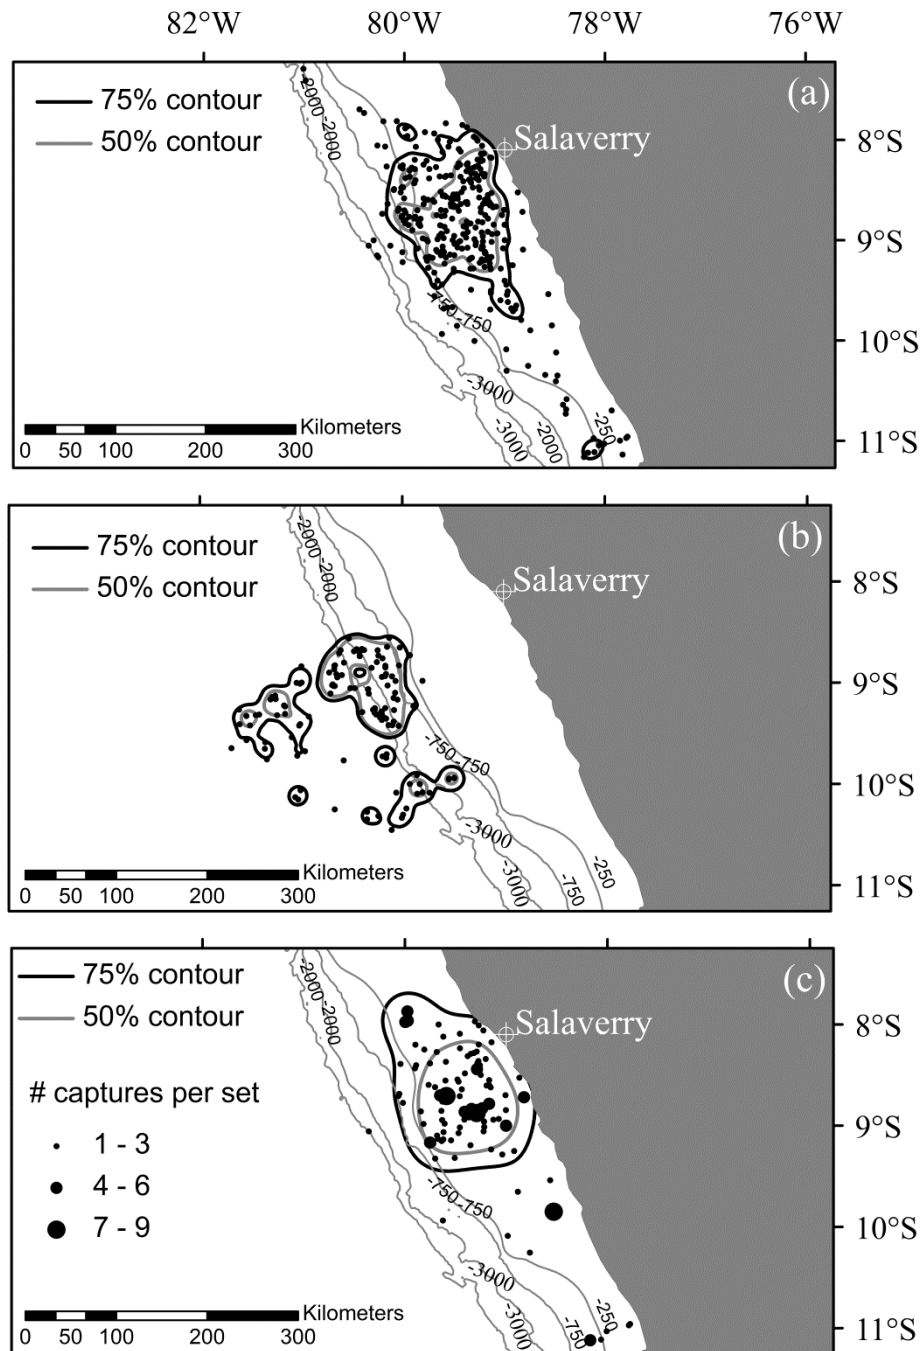 82°W 80°W 78°W 76°W
75% contour
50% contour
(a)
Salaverry
8°S
9°S
10°S
11°S
-2000
-2000
-750
-750
-3000
-3000
-2000
-250
Kilometers
0 50 100 200 300
75% contour
50% contour
(b)
Salaverry
8°S
9°S
10°S
11°S
-2000
-2000
-750
-750
-3000
-3000
-750
-250
Kilometers
0 50 100 200 300
75% contour
50% contour
(c)
Salaverry
# captures per set
1 - 3
4 - 6
7 - 9
8°S
9°S
10°S
11°S
-2000
-2000
-750
-750
-3000
-3000
-750
-250
Kilometers
0 50 100 200 300